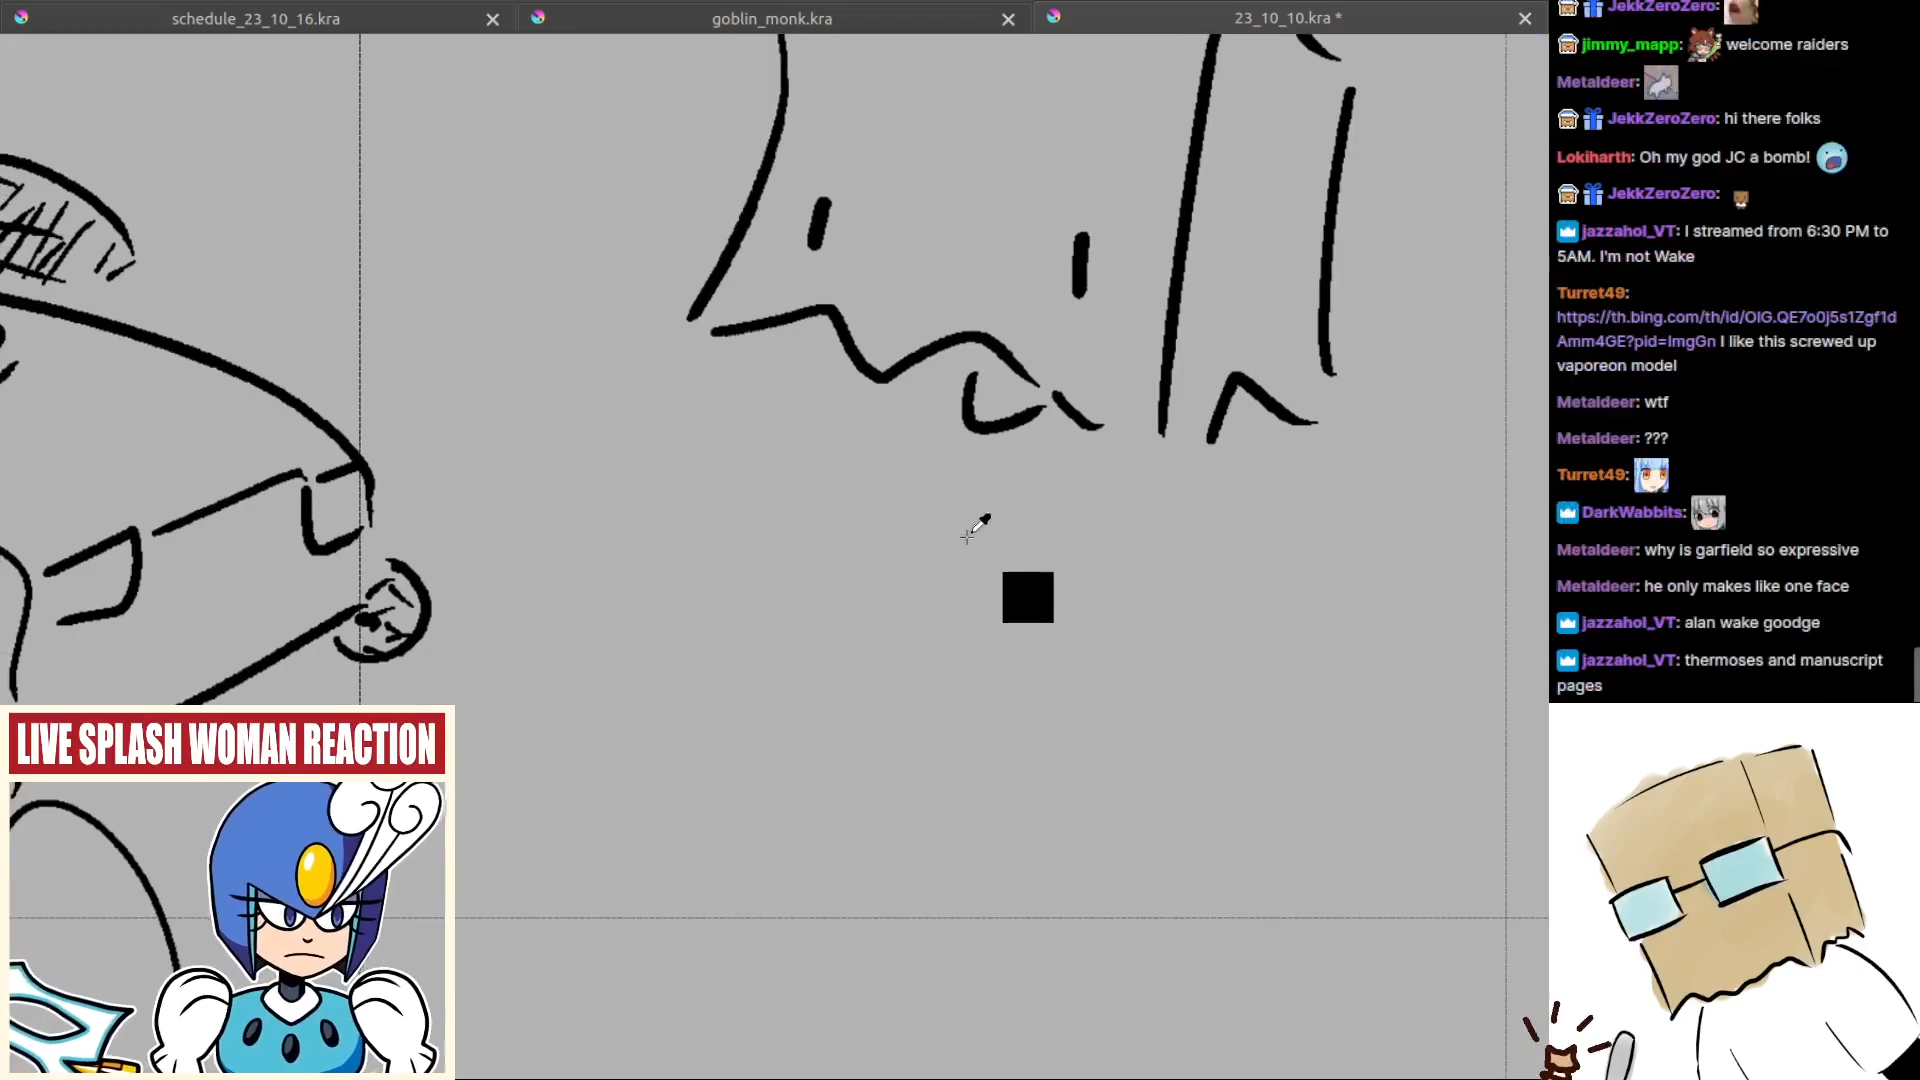 schedule_23_10_16.kra
goblin_monk.kra
23_10_10.kra *
JekkZeroZero:
jimmy_mapp: welcome raiders
Metaldeer:
JekkZeroZero: hi there folks
Lokiharth: Oh my god JC a bomb!
JekkZeroZero:
jazzahol_VT: I streamed from 6:30 PM to
5AM. I'm not Wake
Turret49:
https://th.bing.com/th/id/OIG.QE7o0j5s1Zgf1d
Amm4GE?pid=ImgGn I like this screwed up
vaporeon model
Metaldeer: wtf
Metaldeer: ???
Turret49:
DarkWabbits:
Metaldeer: why is garfield so expressive
Metaldeer: he only makes like one face
jazzahol_VT: alan wake goodge
jazzahol_VT: thermoses and manuscript
pages
LIVE SPLASH WOMAN REACTION